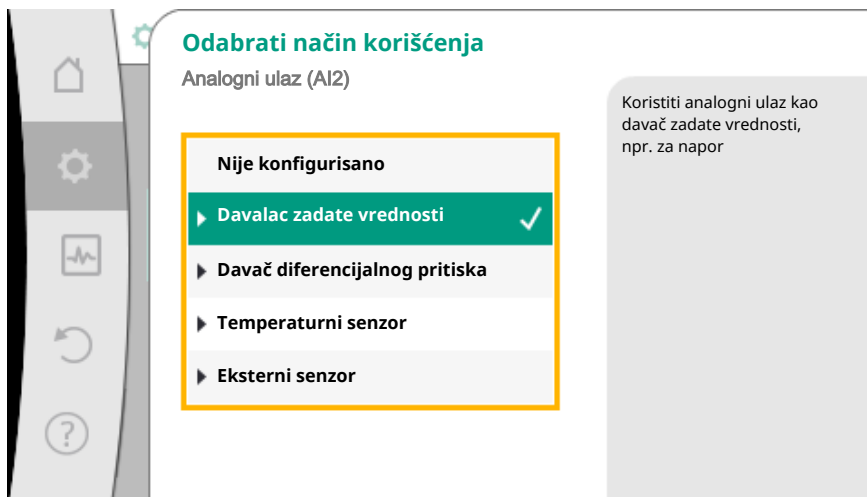 Odabrati način korišćenja
Analogni ulaz (AI2)
Nije konfigurisano
Davalac zadate vrednosti
Davač diferencijalnog pritiska
Temperaturni senzor
Eksterni senzor
Koristiti analogni ulaz kao
davač zadate vrednosti,
npr. za napor
?